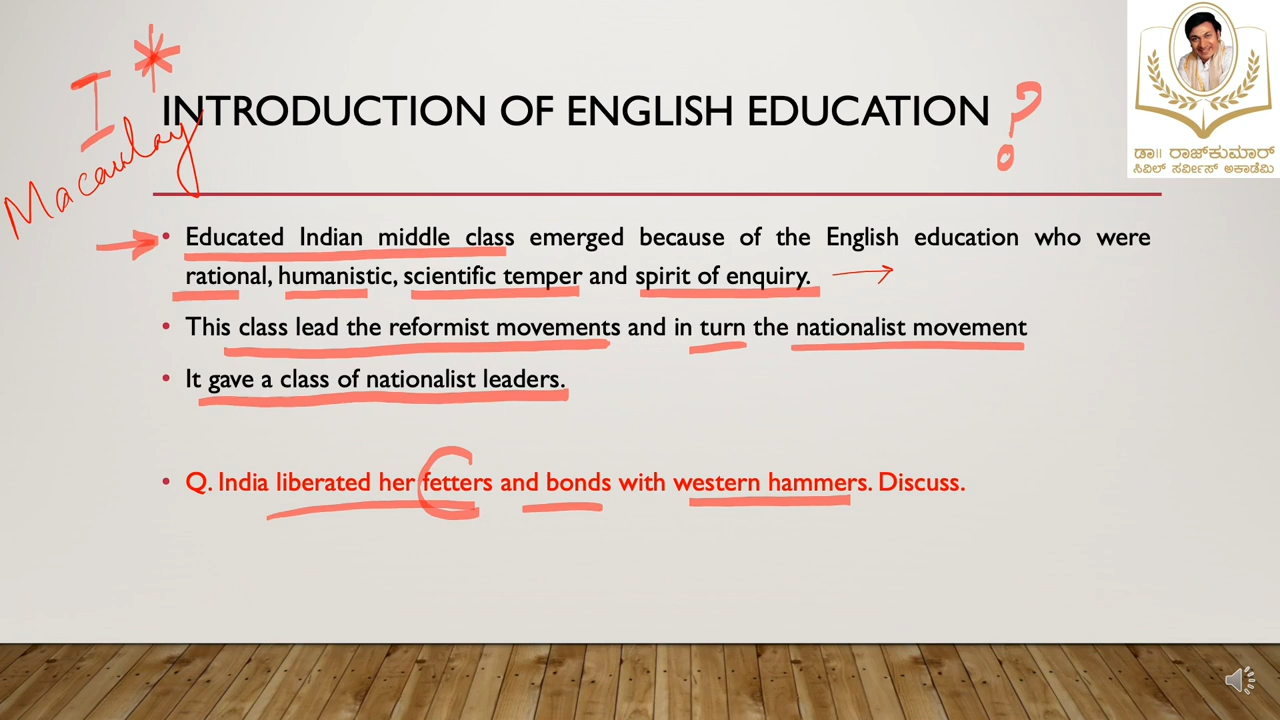 I *
INTRODUCTION OF ENGLISH EDUCATION ?
Macaulay
ಡಾ|| ರಾಜ್‌ಕುಮಾರ್
ಸಿವಿಲ್ ಸರ್ವೀಸ್ ಅಕಾಡೆಮಿ
• Educated Indian middle class emerged because of the English education who were
rational, humanistic, scientific temper and spirit of enquiry. →
• This class lead the reformist movements and in turn the nationalist movement
• It gave a class of nationalist leaders.
• Q. India liberated her fetters and bonds with western hammers. Discuss.